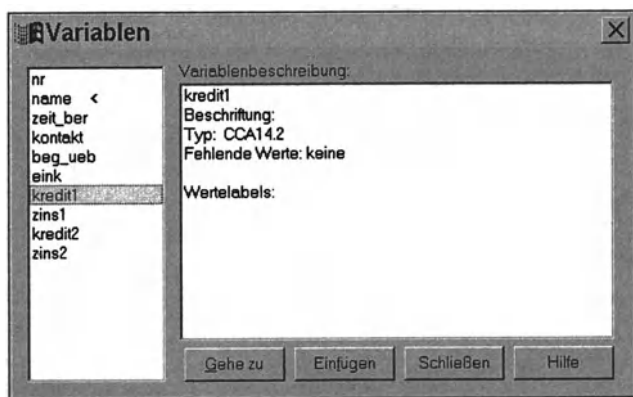 Variablen
nr
name <
zeit_ber
kontakt
beg_ueb
eink
kredit1
zins1
kredit2
zins2
Variablenbeschreibung:
kredit1
Beschriftung:
Typ: CCA14.2
Fehlende Werte: keine
Wertelabels:
Gehe zu
Einfügen
Schließen
Hilfe